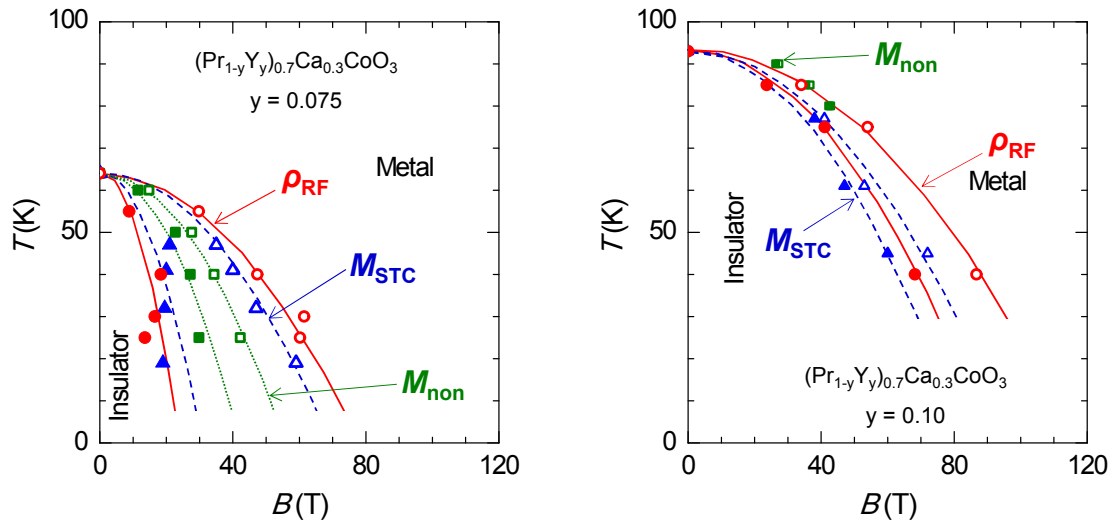 100
(Pr1-yYy)0.7Ca0.3CoO3
y = 0.075
Metal
ρRF
50
T(K)
MSTC
Insulator
Mnon
0
0
40
80
120
B(T)
100
Mnon
ρRF
Metal
50
T(K)
MSTC
Insulator
(Pr1-yYy)0.7Ca0.3CoO3
y = 0.10
0
0
40
80
120
B(T)